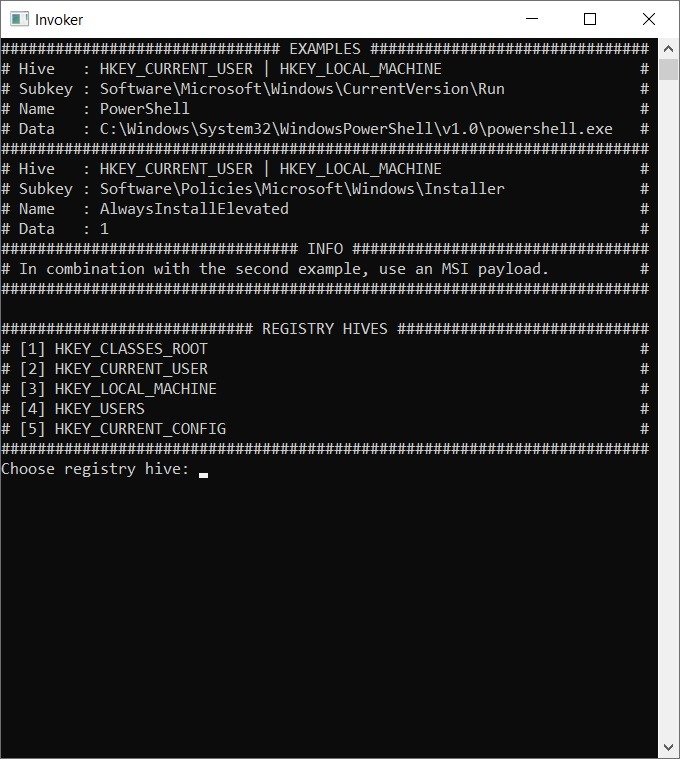 Invoker
############################### EXAMPLES ###############################
# Hive   : HKEY_CURRENT_USER | HKEY_LOCAL_MACHINE                      #
# Subkey : Software\Microsoft\Windows\CurrentVersion\Run               #
# Name   : PowerShell                                                  #
# Data   : C:\Windows\System32\WindowsPowerShell\v1.0\powershell.exe   #
########################################################################
# Hive   : HKEY_CURRENT_USER | HKEY_LOCAL_MACHINE                      #
# Subkey : Software\Policies\Microsoft\Windows\Installer               #
# Name   : AlwaysInstallElevated                                       #
# Data   : 1                                                           #
################################# INFO #################################
# In combination with the second example, use an MSI payload.          #
########################################################################
############################ REGISTRY HIVES ############################
# [1] HKEY_CLASSES_ROOT                                                #
# [2] HKEY_CURRENT_USER                                                #
# [3] HKEY_LOCAL_MACHINE                                               #
# [4] HKEY_USERS                                                       #
# [5] HKEY_CURRENT_CONFIG                                              #
########################################################################
Choose registry hive: